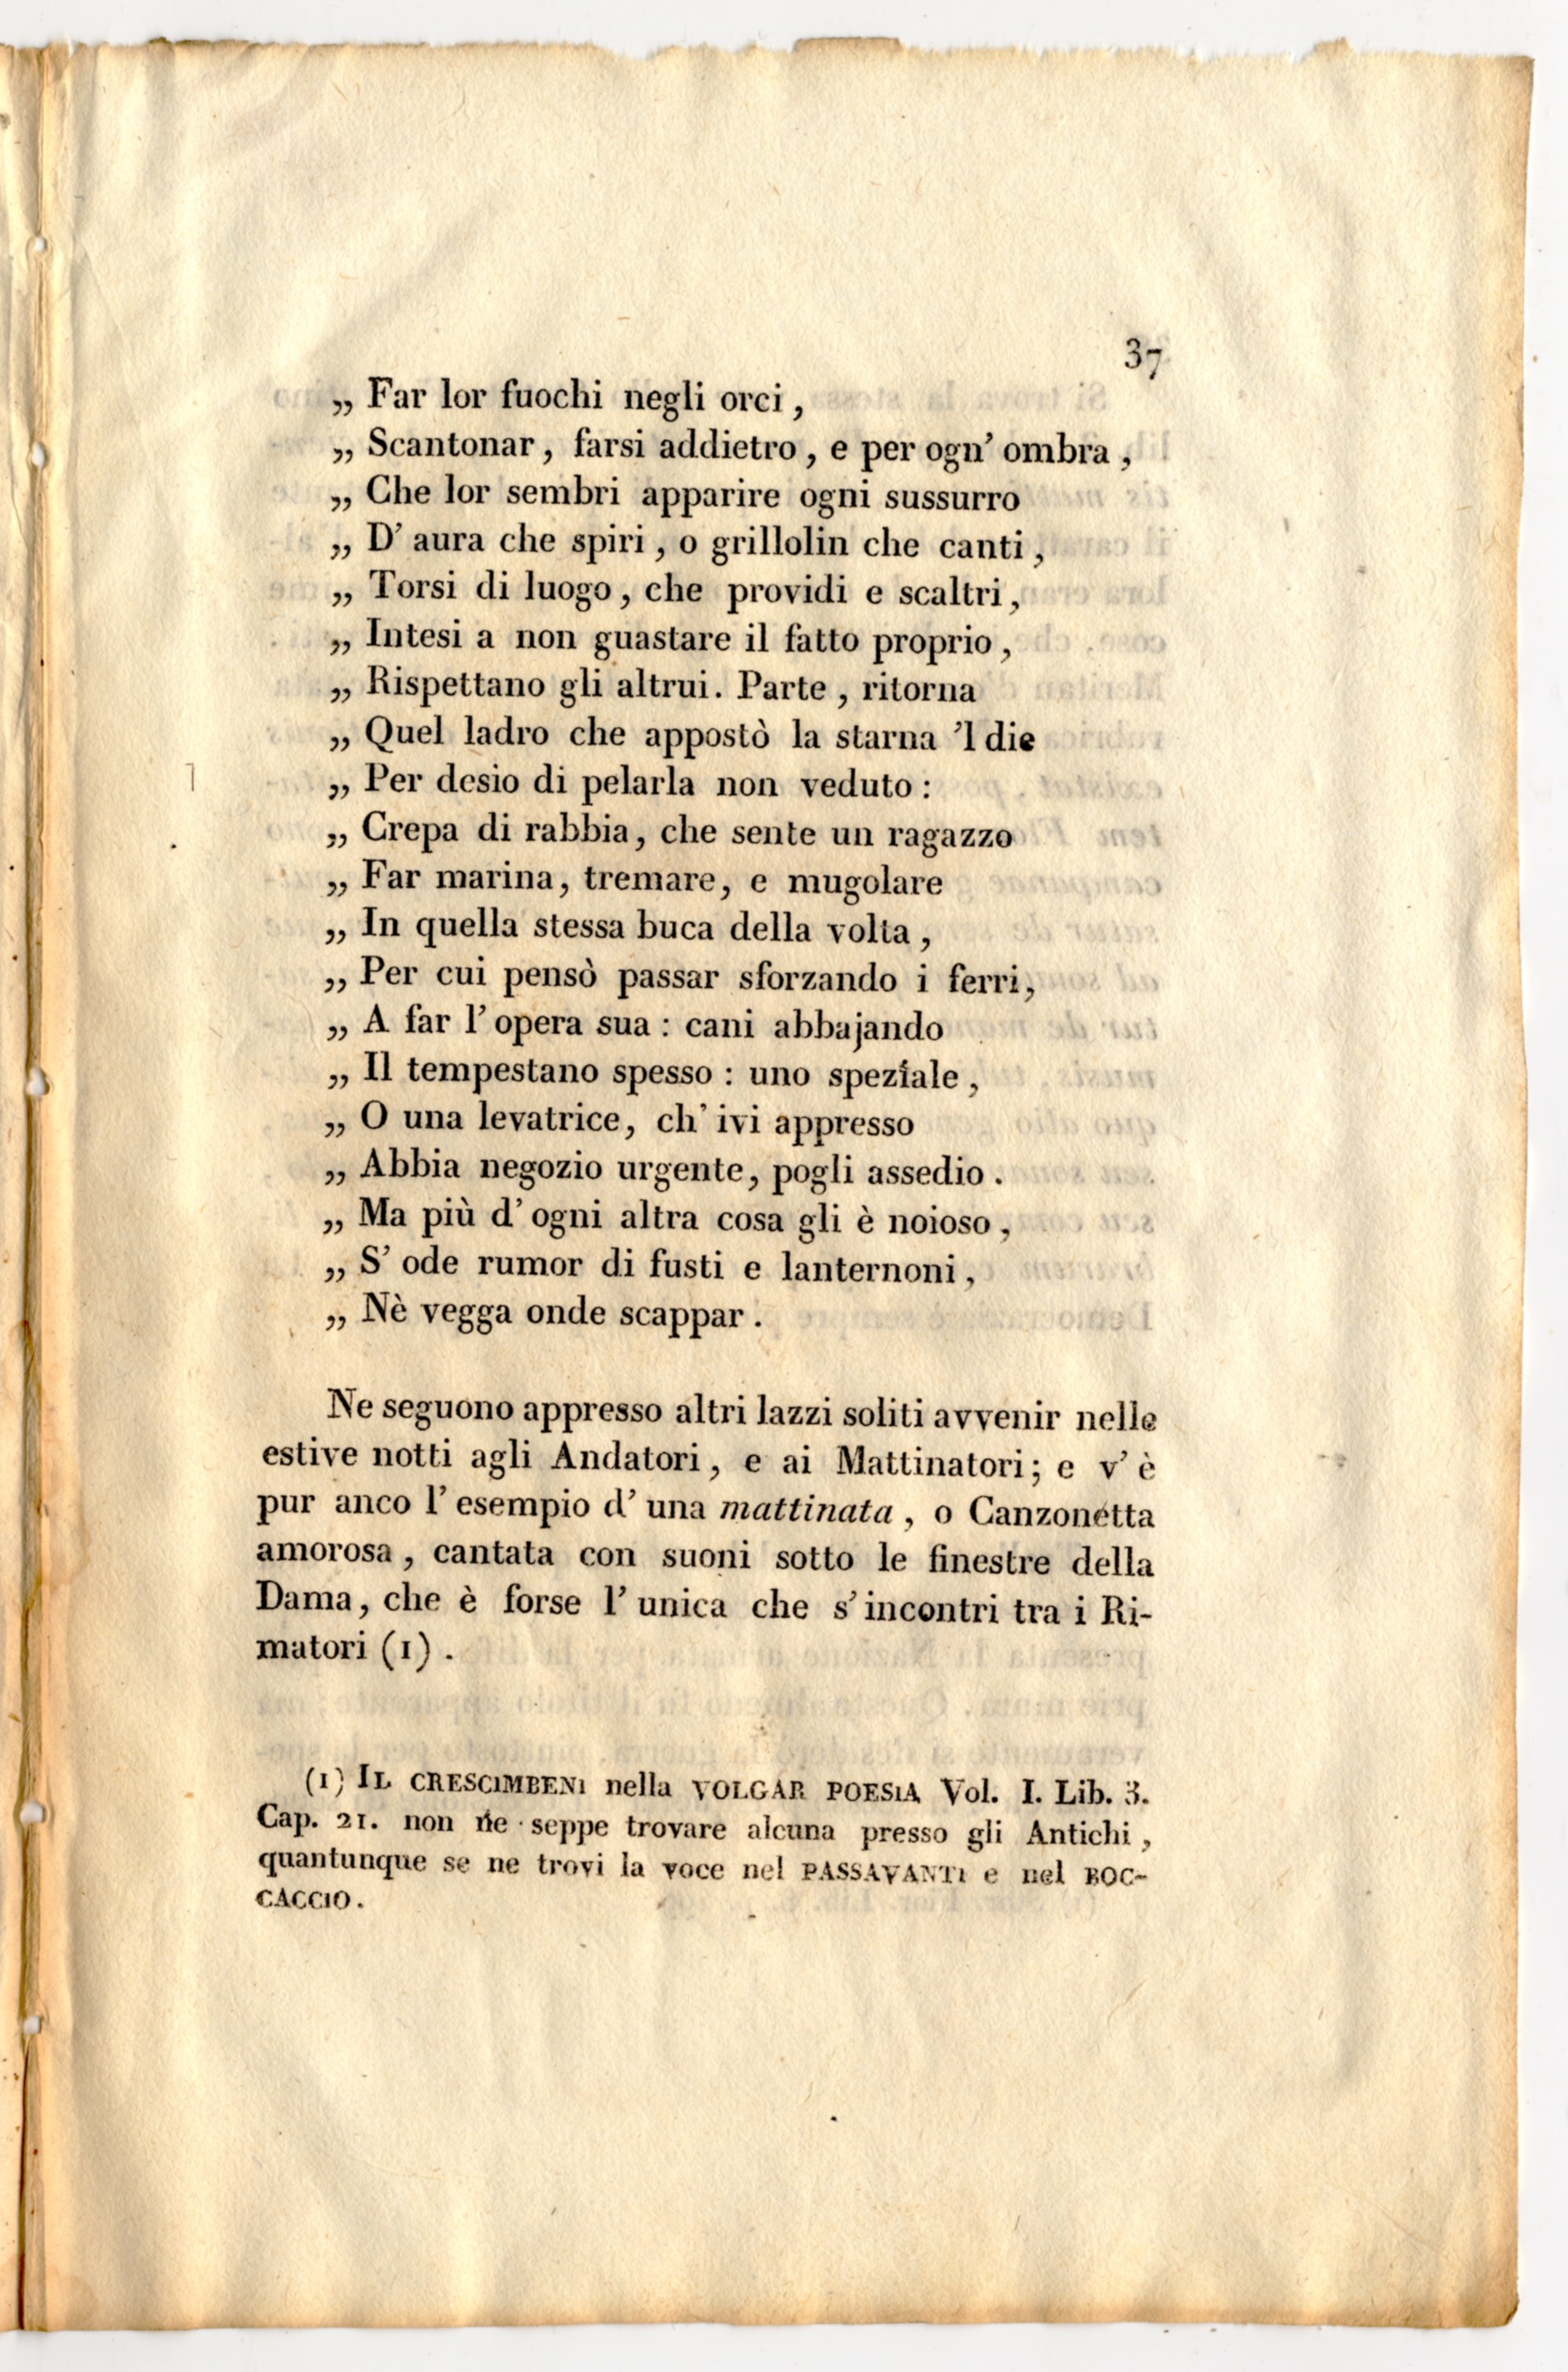 37
„ Far lor fuochi negli orci ,
„ Scantonar , farsi addietro , e per ogn' ombra ,
„ Che lor sembri apparire ogni sussurro
„ D' aura che spiri , o grillolin che canti ,
„ Torsi di luogo , che providi e scaltri ,
„ Intesi a non guastare il fatto proprio ,
„ Rispettano gli altrui. Parte , ritorna
„ Quel ladro che appostò la starna 'l die
„ Per desio di pelarla non veduto :
„ Crepa di rabbia, che sente un ragazzo
„ Far marina, tremare, e mugolare
„ In quella stessa buca della volta ,
„ Per cui pensò passar sforzando i ferri,
„ A far l' opera sua : cani abbajando
„ Il tempestano spesso : uno speziale ,
„ O una levatrice, ch' ivi appresso
„ Abbia negozio urgente, pogli assedio .
„ Ma più d' ogni altra cosa gli è noioso ,
„ S' ode rumor di fusti e lanternoni ,
„ Nè vegga onde scappar .
Ne seguono appresso altri lazzi soliti avvenir nelle
estive notti agli Andatori , e ai Mattinatori ; e v' è
pur anco l' esempio d' una mattinata , o Canzonetta
amorosa , cantata con suoni sotto le finestre della
Dama, che è forse l' unica che s' incontri tra i Ri-
matori (1) .
(1) IL CRESCIMBENI nella VOLGAR POESIA Vol. I. Lib. 3.
Cap. 21. non ne seppe trovare alcuna presso gli Antichi ,
quantunque se ne trovi la voce nel PASSAVANTI e nel BOC-
CACCIO.